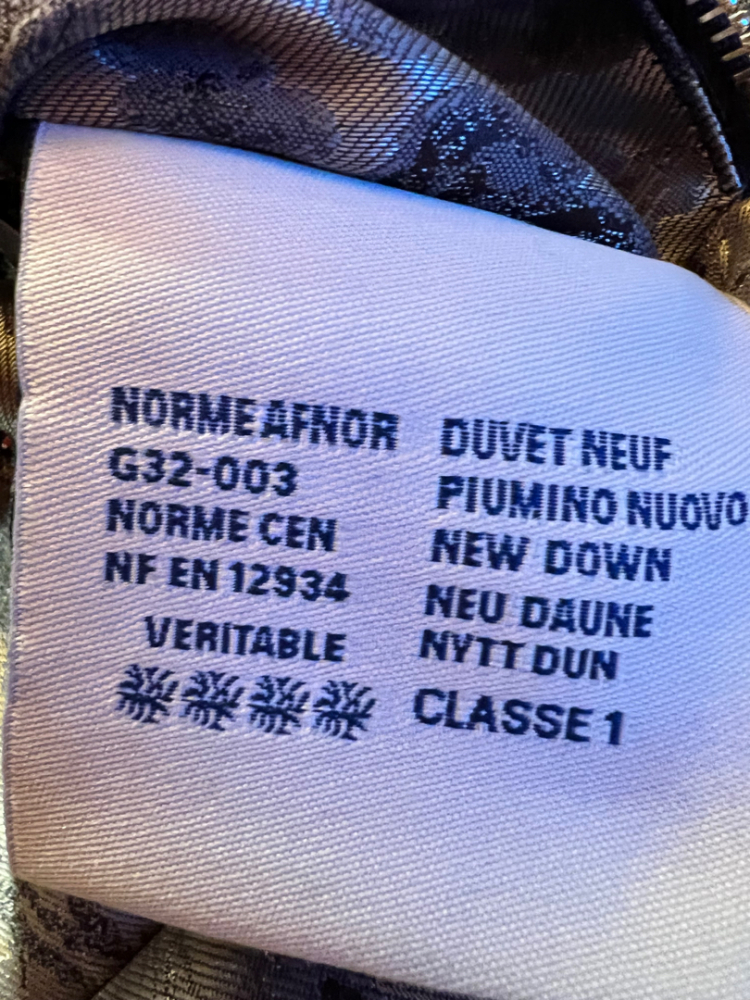 NORME AFNOR
G32-003
NORME CEN
NF EN 12934
VERITABLE
DUVET NEUF
PIUMINO NUOVO
NEW DOWN
NEU DAUNE
NYTT DUN
CLASSE 1